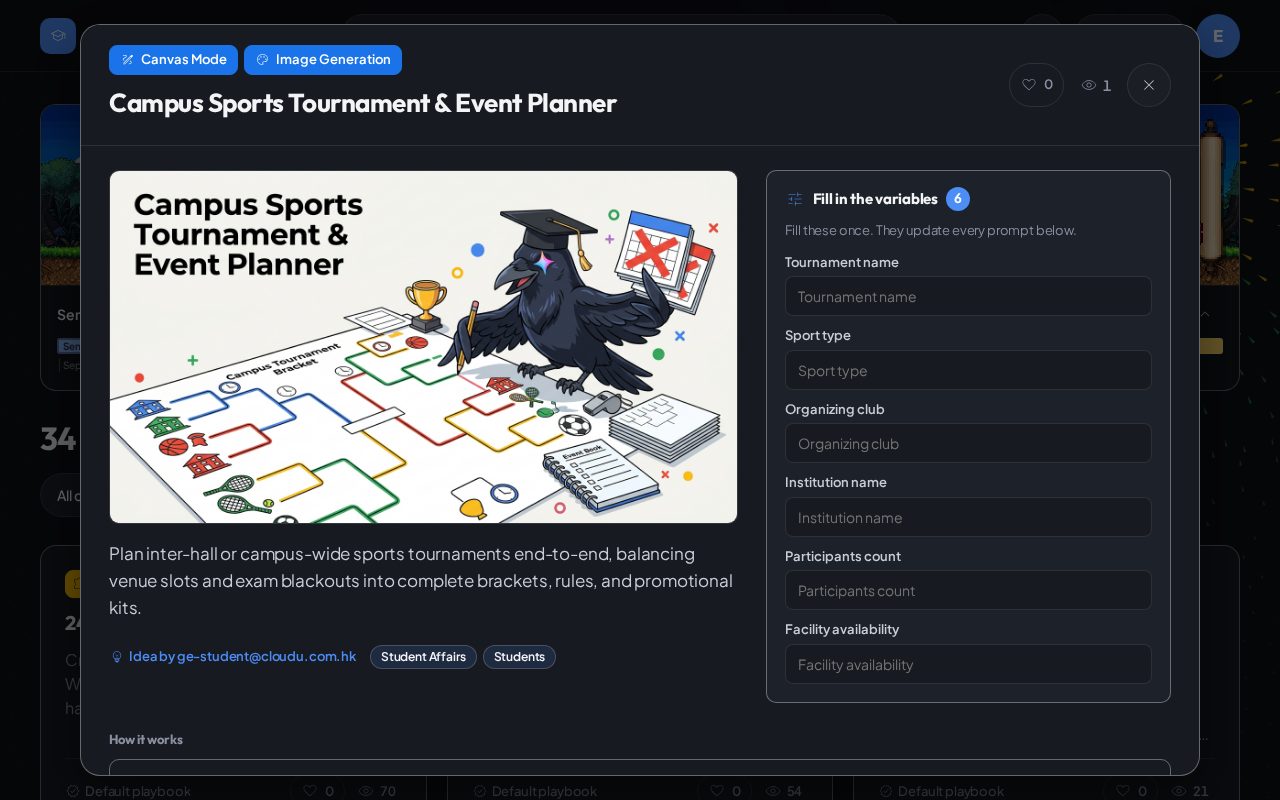 E
Canvas Mode
Image Generation
Campus Sports Tournament & Event Planner
0
1
Campus Sports
Tournament &
Event Planner
Campus Tournament
Bracket
Event Book
Fill in the variables 6
Fill these once. They update every prompt below.
Tournament name
Tournament name
Sport type
Sport type
Organizing club
Organizing club
Institution name
Institution name
Participants count
Participants count
Facility availability
Facility availability
Plan inter-hall or campus-wide sports tournaments end-to-end, balancing
venue slots and exam blackouts into complete brackets, rules, and promotional
kits.
Idea by ge-student@cloudu.com.hk
Student Affairs
Students
How it works
34
Default playbook
0
70
Default playbook
0
54
Default playbook
0
21